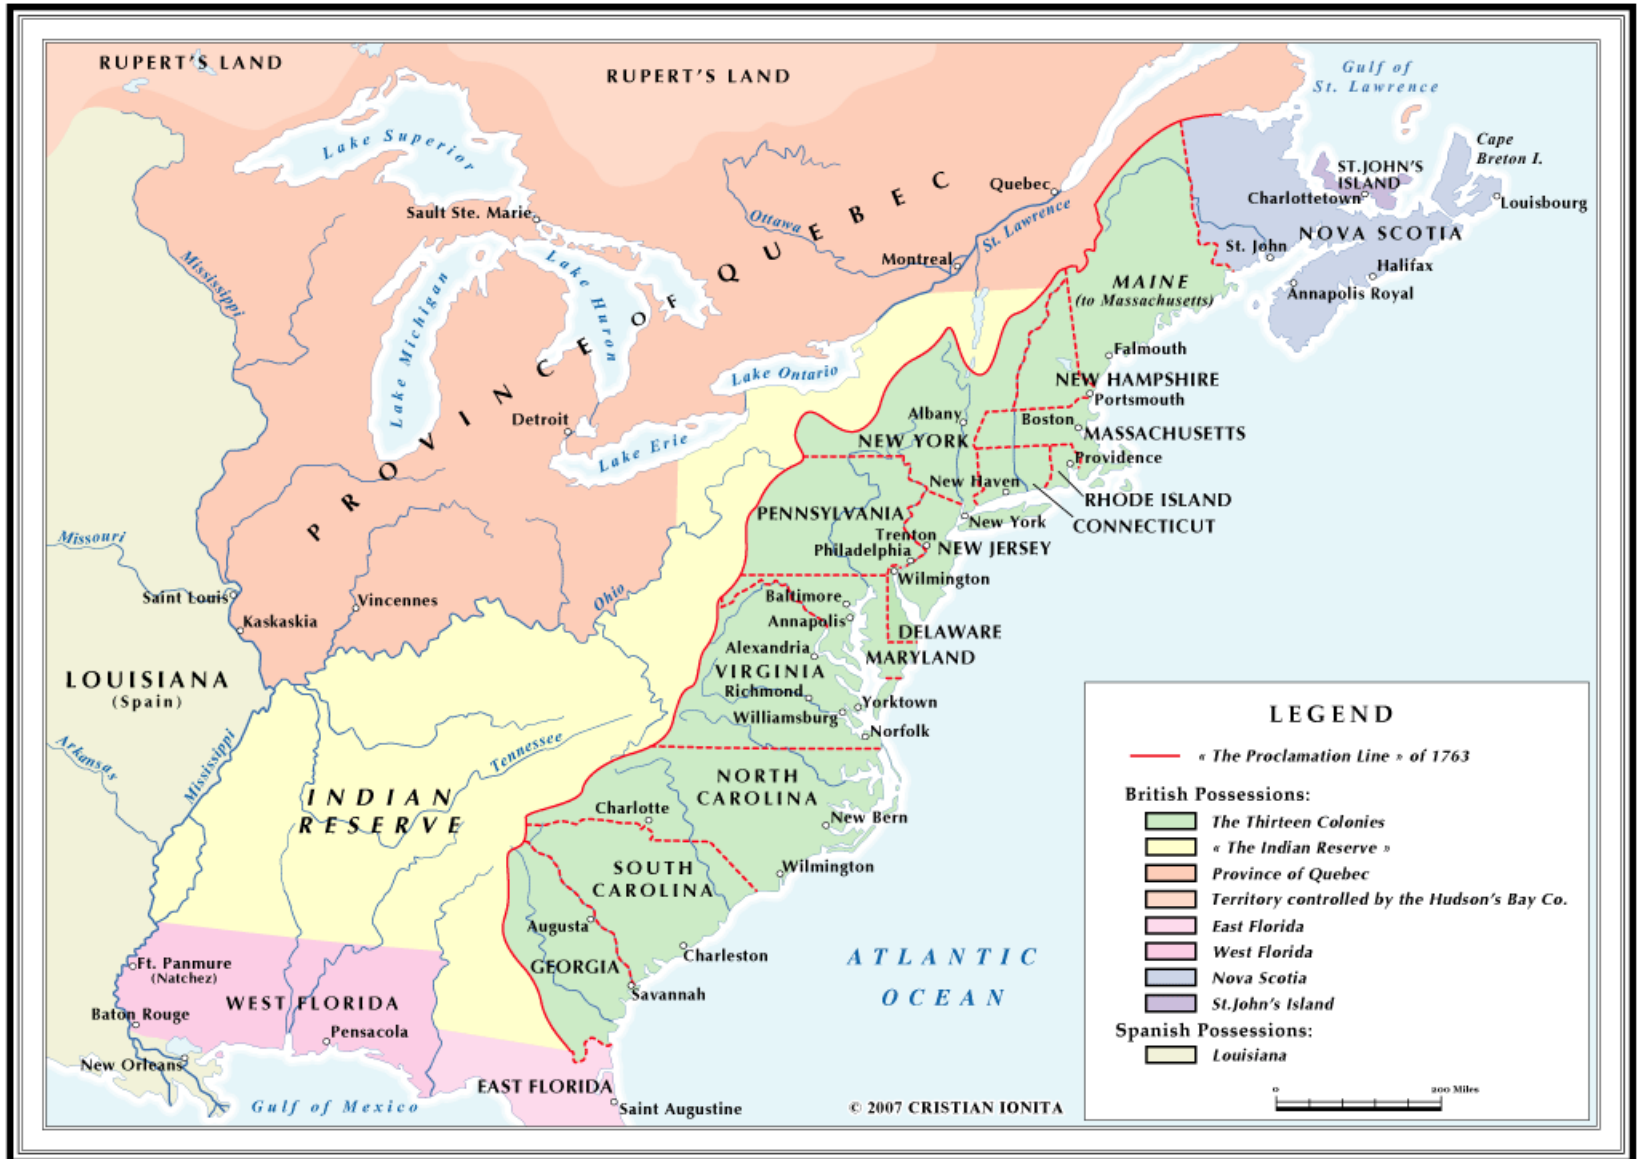 RUPERT'S LAND
RUPERT'S LAND
Gulf of
St. Lawrence
Lake Superior
Cape
Breton I.
ST.JOHN'S
ISLAND
Charlottetown
Louisbourg
NOVA SCOTIA
St. John
Halifax
Annapolis Royal
Quebec
Sault Ste. Marie
Ottawa
St. Lawrence
Montreal
PROVINCE OF QUEBEC
Mississippi
Lake Michigan
Lake Huron
MAINE
(to Massachusetts)
Falmouth
Lake Ontario
NEW HAMPSHIRE
Portsmouth
Detroit
Albany
Boston
MASSACHUSETTS
NEW YORK
Lake Erie
Providence
New Haven
RHODE ISLAND
CONNECTICUT
PENNSYLVANIA
New York
Trenton
Philadelphia
NEW JERSEY
Missouri
Wilmington
Saint Louis
Vincennes
Ohio
Baltimore
Kaskaskia
Annapolis
DELAWARE
Alexandria
MARYLAND
VIRGINIA
LOUISIANA
(Spain)
Richmond
Yorktown
Williamsburg
Norfolk
Arkansas
Mississippi
Tennessee
INDIAN
RESERVE
NORTH
CAROLINA
Charlotte
New Bern
SOUTH
CAROLINA
Wilmington
Augusta
Charleston
GEORGIA
Savannah
ATLANTIC
OCEAN
Ft. Panmure
(Natchez)
WEST FLORIDA
Baton Rouge
Pensacola
New Orleans
EAST FLORIDA
Gulf of Mexico
Saint Augustine
© 2007 CRISTIAN IONITA
LEGEND
« The Proclamation Line » of 1763
British Possessions:
The Thirteen Colonies
« The Indian Reserve »
Province of Quebec
Territory controlled by the Hudson's Bay Co.
East Florida
West Florida
Nova Scotia
St.John's Island
Spanish Possessions:
Louisiana
0 200 Miles